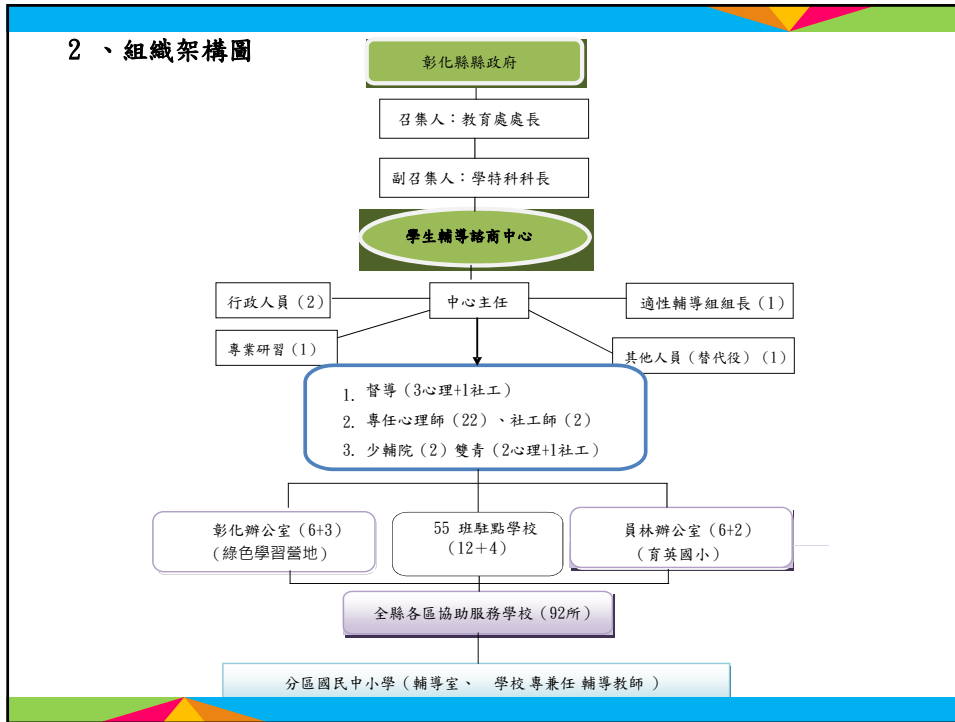 2 、組織架構圖
彰化縣縣政府
召集人：教育處處長
副召集人：學特科科長
學生輔導諮商中心
行政人員（2）
中心主任
適性輔導組組長（1）
專業研習（1）
其他人員（替代役）（1）
1. 督導（3心理+1社工）
2. 專任心理師（22）、社工師（2）
3. 少輔院（2）雙青（2心理+1社工）
彰化辦公室（6+3）
（綠色學習營地）
55 班駐點學校
（12＋4）
員林辦公室（6+2）
（育英國小）
全縣各區協助服務學校（92所）
分區國民中小學（輔導室、 學校 專兼任 輔導教師 ）